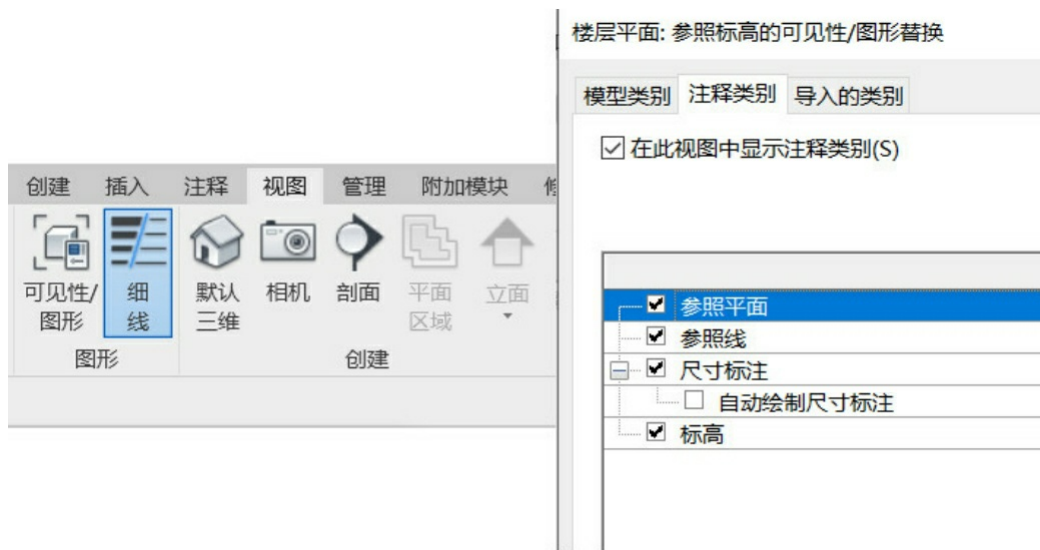 楼层平面: 参照标高的可见性/图形替换
模型类别 注释类别 导入的类别
在此视图中显示注释类别(S)
创建 插入 注释 视图 管理 附加模块
可见性/
图形
细
线
默认
三维
相机
剖面
平面
区域
立面
图形
创建
参照平面
参照线
尺寸标注
自动绘制尺寸标注
标高